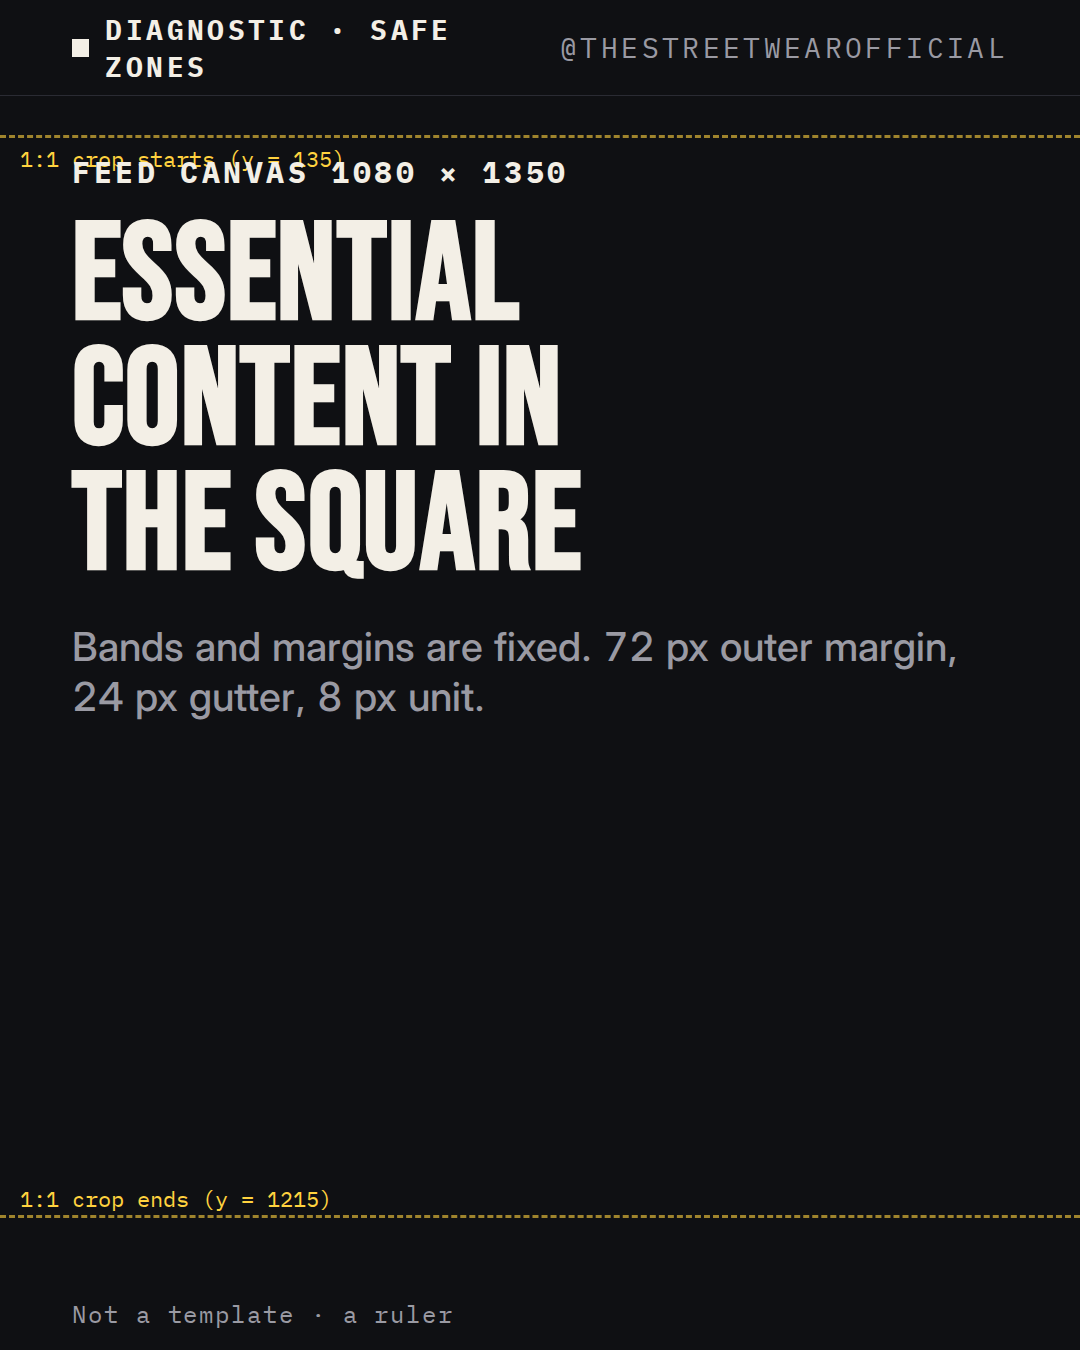 DIAGNOSTIC · SAFE
ZONES
@THESTREETWEAROFFICIAL
1:1 crop starts (y = 135)
FEED CANVAS 1080 × 1350
ESSENTIAL
CONTENT IN
THE SQUARE
Bands and margins are fixed. 72 px outer margin,
24 px gutter, 8 px unit.
1:1 crop ends (y = 1215)
Not a template · a ruler